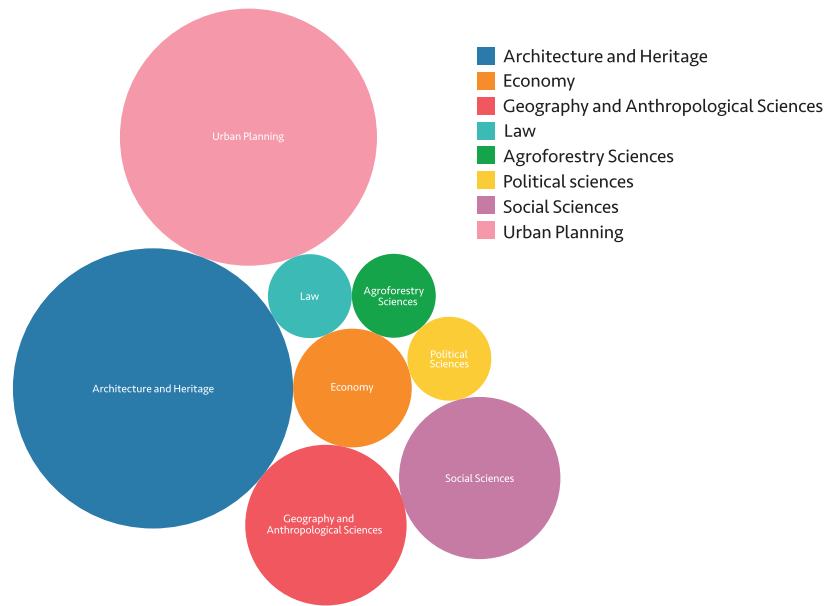 Urban Planning
Architecture and Heritage
Economy
Geography and Anthropological Sciences
Law
Agroforestry Sciences
Political sciences
Social Sciences
Urban Planning
Law
Agroforestry
Sciences
Political
Sciences
Economy
Architecture and Heritage
Social Sciences
Geography and
Anthropological Sciences